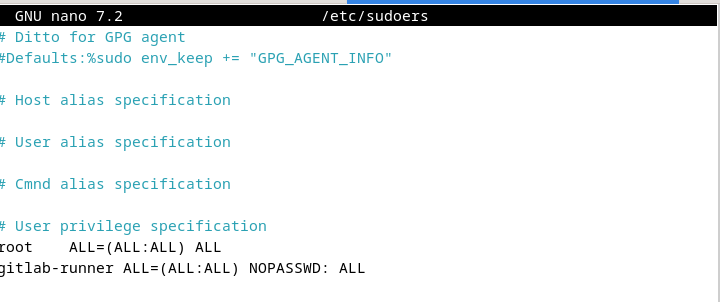 GNU nano 7.2 /etc/sudoers
# Ditto for GPG agent
#Defaults:%sudo env_keep += "GPG_AGENT_INFO"
# Host alias specification
# User alias specification
# Cmnd alias specification
# User privilege specification
root    ALL=(ALL:ALL) ALL
gitlab-runner ALL=(ALL:ALL) NOPASSWD: ALL